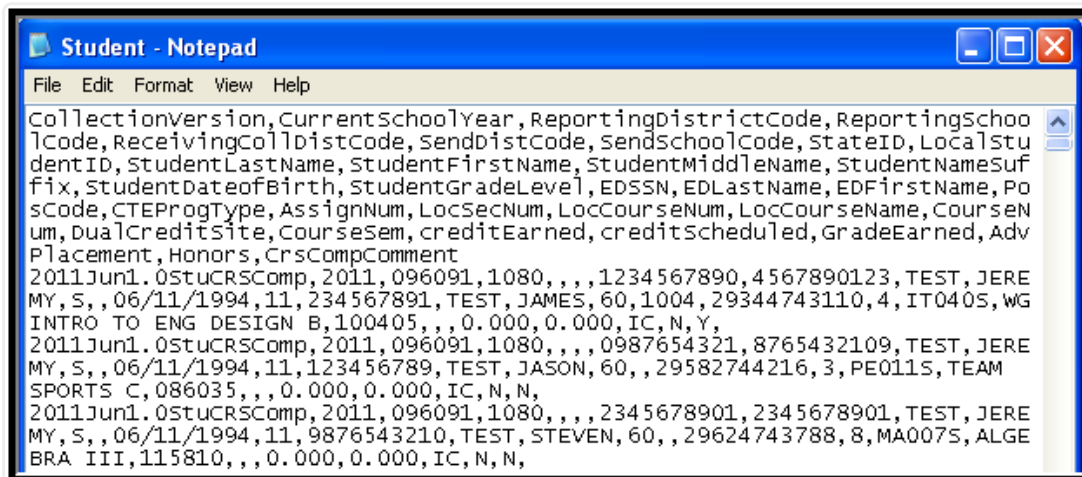 Student - Notepad
File Edit Format View Help
CollectionVersion,CurrentSchoolYear,ReportingDistrictCode,ReportingSchoo
lCode,ReceivingCollDistCode,SendDistCode,SendSchoolCode,StateID,LocalStu
dentID,StudentLastName,StudentFirstName,StudentMiddleName,StudentNameSuf
fix,StudentDateofBirth,StudentGradeLevel,EDSSN,EDLastName,EDFirstName,Po
sCode,CTEProgType,AssignNum,LocSecNum,LocCourseNum,LocCourseName,CourseN
um,DualCreditSite,CourseSem,creditEarned,creditScheduled,GradeEarned,Adv
Placement,Honors,CrsCompComment
2011Jun1.0StuCRSComp,2011,096091,1080,,,,1234567890,4567890123,TEST,JERE
MY,S,,06/11/1994,11,234567891,TEST,JAMES,60,1004,29344743110,4,IT040S,WG
INTRO TO ENG DESIGN B,100405,,,0.000,0.000,IC,N,Y,
2011Jun1.0StuCRSComp,2011,096091,1080,,,,0987654321,8765432109,TEST,JERE
MY,S,,06/11/1994,11,123456789,TEST,JASON,60,,29582744216,3,PE011S,TEAM
SPORTS C,086035,,,0.000,0.000,IC,N,N,
2011Jun1.0StuCRSComp,2011,096091,1080,,,,2345678901,2345678901,TEST,JERE
MY,S,,06/11/1994,11,9876543210,TEST,STEVEN,60,,29624743788,8,MA007S,ALGE
BRA III,115810,,,0.000,0.000,IC,N,N,